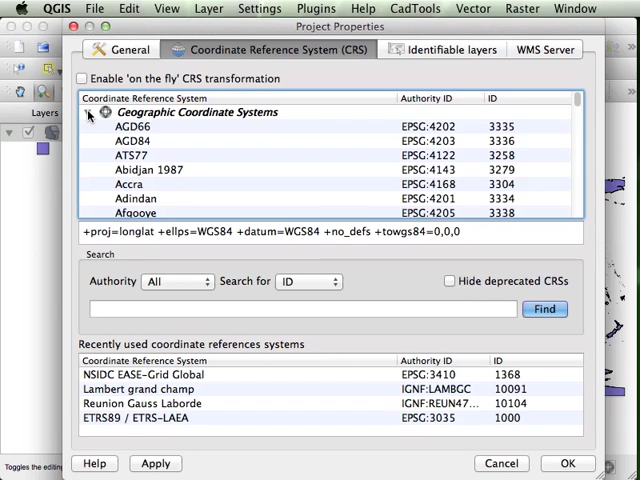 QGIS File Edit View Layer Settings Plugins Help CadTools Vector Raster Window
Project Properties
General Coordinate Reference System (CRS) Identifiable layers WMS Server
Enable 'on the fly' CRS transformation
Coordinate Reference System Authority ID ID
Geographic Coordinate Systems
AGD66 EPSG:4202 3335
AGD84 EPSG:4203 3336
ATS77 EPSG:4122 3258
Abidjan 1987 EPSG:4143 3279
Accra EPSG:4168 3304
Adindan EPSG:4201 3334
Afgooye EPSG:4205 3338
+proj=longlat +ellps=WGS84 +datum=WGS84 +no_defs +towgs84=0,0,0
Search
Authority All Search for ID Hide deprecated CRSs
Find
Recently used coordinate references systems
Coordinate Reference System Authority ID ID
NSIDC EASE-Grid Global EPSG:3410 1368
Lambert grand champ IGNF:LAMBGC 10091
Reunion Gauss Laborde IGNF:REUN47... 10104
ETRS89 / ETRS-LAEA EPSG:3035 1000
Help Apply Cancel OK
Layers
Toggles the editing